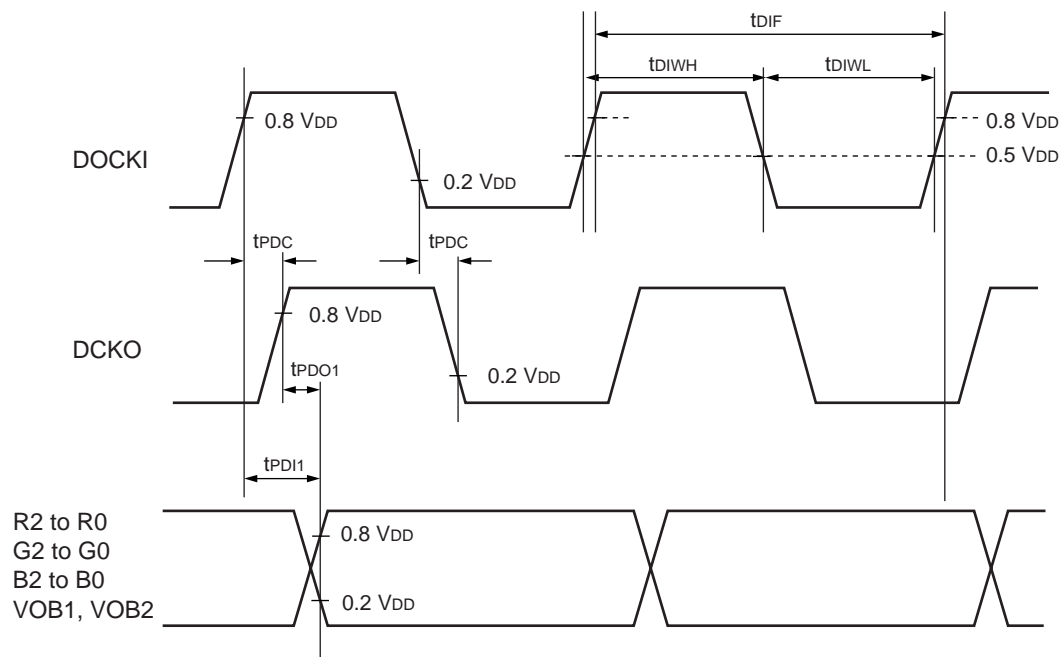 tDIF
tDIWH
tDIWL
DOCKI
0.8 VDD
0.8 VDD
0.5 VDD
0.2 VDD
tPDC
tPDC
DCKO
0.8 VDD
0.2 VDD
tPDO1
tPDI1
R2 to R0
G2 to G0
B2 to B0
VOB1, VOB2
0.8 VDD
0.2 VDD